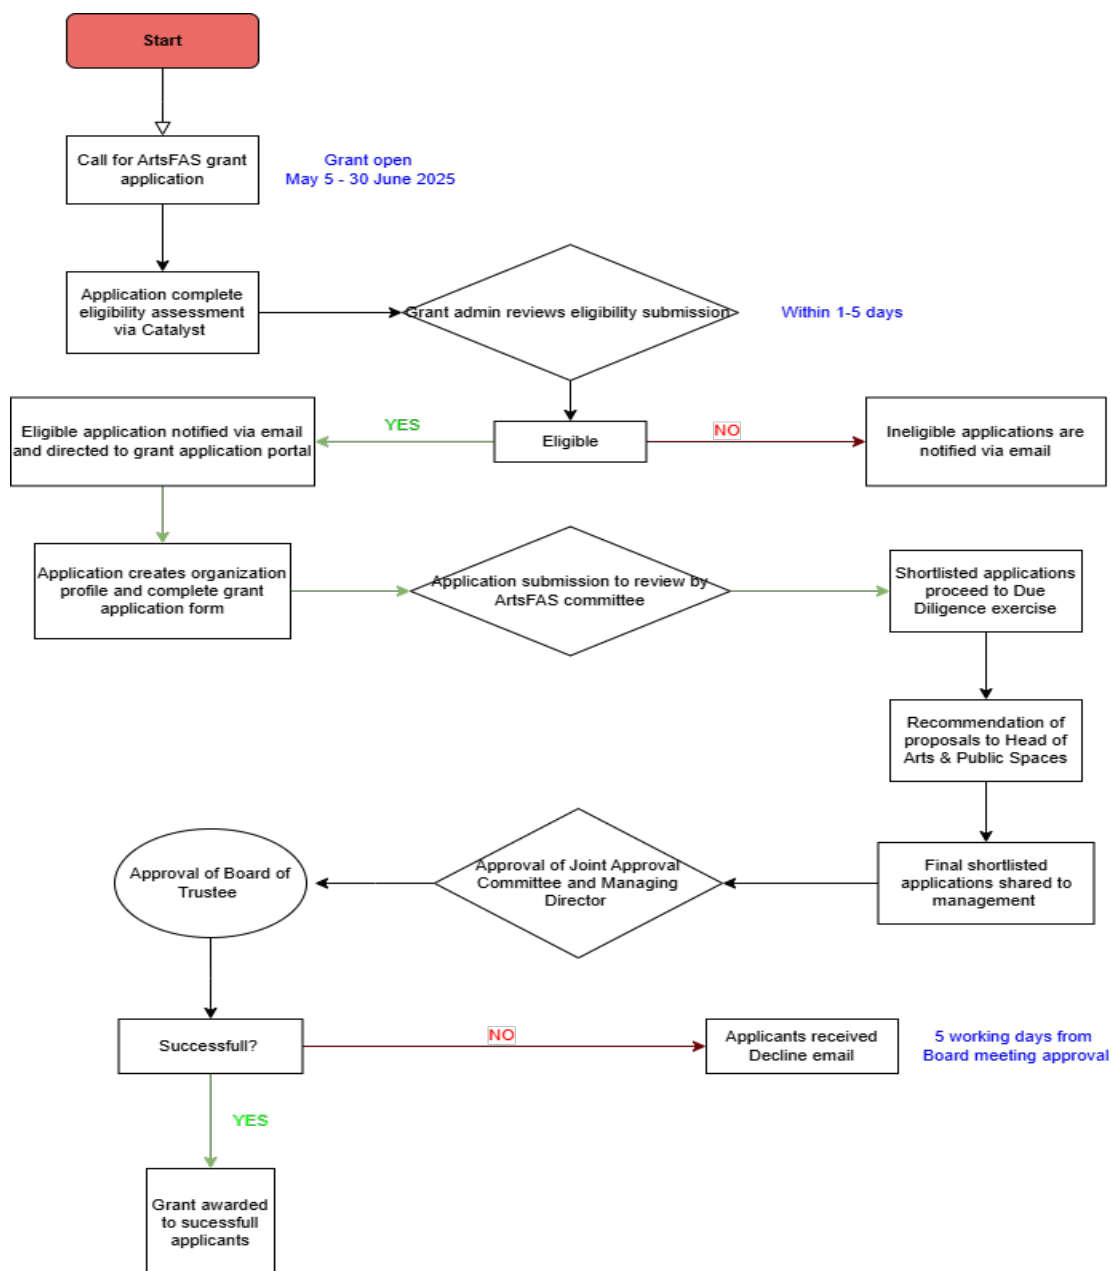 Start
Call for ArtsFAS grant
application
Grant open
May 5 - 30 June 2025
Application complete
eligibility assessment
via Catalyst
Grant admin reviews eligibility submission
Within 1-5 days
Eligible application notified via email
and directed to grant application portal
YES
Eligible
NO
Ineligible applications are
notified via email
Application creates organization
profile and complete grant
application form
Application submission to review by
ArtsFAS committee
Shortlisted applications
proceed to Due
Diligence exercise
Recommendation of
proposals to Head of
Arts & Public Spaces
Final shortlisted
applications shared to
management
Approval of Joint Approval
Committee and Managing
Director
Approval of Board of
Trustee
Successfull?
NO
Applicants received
Decline email
5 working days from
Board meeting approval
YES
Grant awarded
to sucessfull
applicants